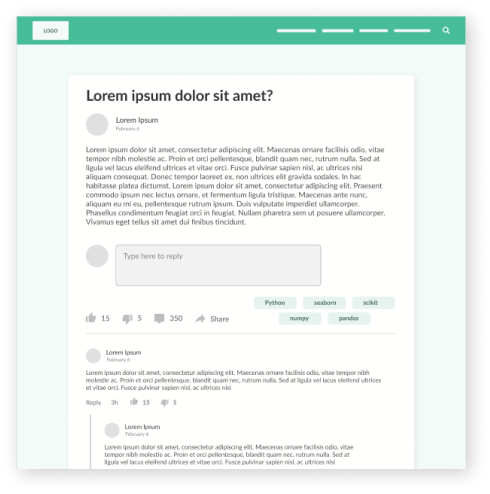 LOGO
Lorem ipsum dolor sit amet?
Lorem Ipsum
February 6
Lorem ipsum dolor sit amet, consectetur adipiscing elit. Maecenas ornare facilisis odio, vitae
tempor nibh molestie ac. Proin et orci pellentesque, blandit quam nec, rutrum nulla. Sed at
ligula vel lacus eleifend ultrices et vitae orci. Fusce pulvinar sapien nisl, ac ultrices nisi
aliquam consequat. Donec tempor laoreet ex, non ultrices elit gravida sodales. In hac
habitasse platea dictumst. Lorem ipsum dolor sit amet, consectetur adipiscing elit. Praesent
commodo ipsum nec lectus ornare, et fermentum ligula tristique. Maecenas ante nunc,
aliquam eu mi eu, pellentesque rutrum ipsum. Duis vulputate imperdiet ullamcorper.
Phasellus condimentum feugiat orci in feugiat. Nullam pharetra sem ut posuere ullamcorper.
Vivamus eget tellus sit amet dui finibus tincidunt.
Type here to reply
15 5 350 Share
Python seaborn scikit
numpy pandas
Lorem Ipsum
February 6
Lorem ipsum dolor sit amet, consectetur adipiscing elit. Maecenas ornare facilisis odio, vitae tempor nibh
molestie ac. Proin et orci pellentesque, blandit quam nec, rutrum nulla. Sed at ligula vel lacus eleifend ultrices
et vitae orci. Fusce pulvinar sapien nisl, ac ultrices nisi
Reply 3h 15 5
Lorem Ipsum
February 6
Lorem ipsum dolor sit amet, consectetur adipiscing elit. Maecenas ornare facilisis odio, vitae
tempor nibh molestie ac. Proin et orci pellentesque, blandit quam nec, rutrum nulla. Sed at
ligula vel lacus eleifend ultrices et vitae orci. Fusce pulvinar sapien nisl, ac ultrices nisi